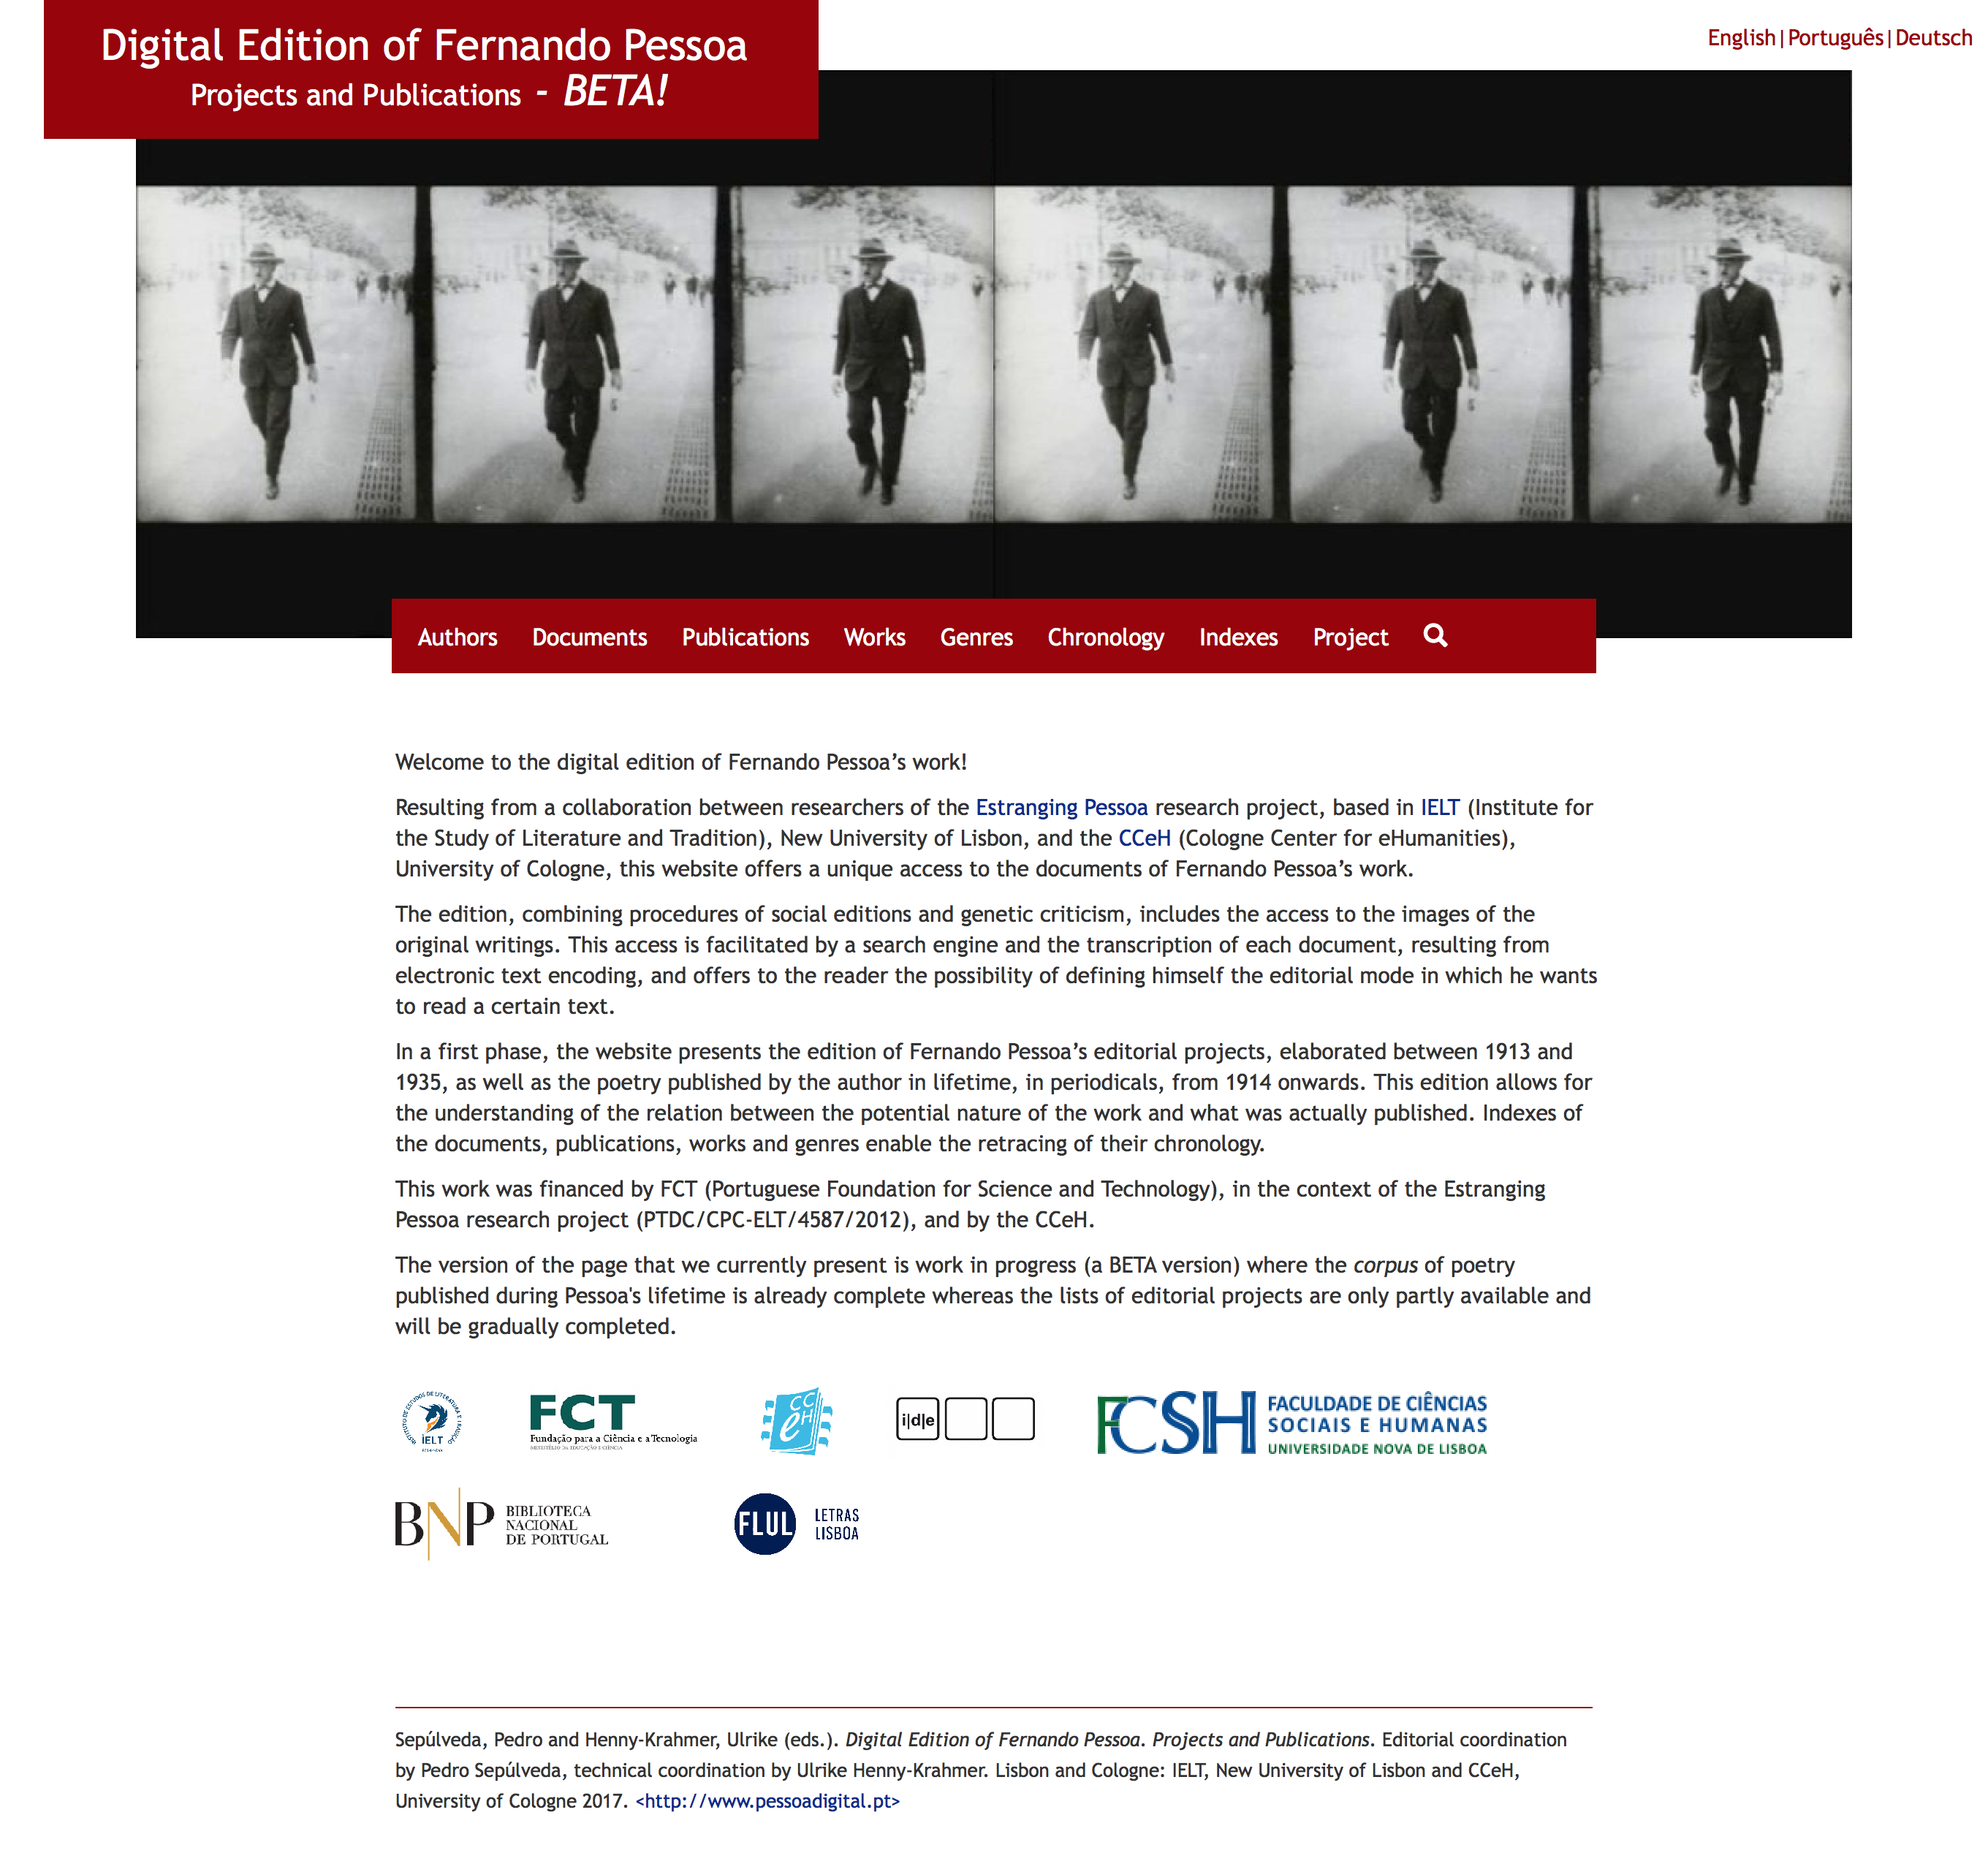 Digital Edition of Fernando Pessoa
Projects and Publications - BETA!
English|Português|Deutsch
Authors Documents Publications Works Genres Chronology Indexes Project
Welcome to the digital edition of Fernando Pessoa’s work!
Resulting from a collaboration between researchers of the Estranging Pessoa research project, based in IELT (Institute for
the Study of Literature and Tradition), New University of Lisbon, and the CCeH (Cologne Center for eHumanities),
University of Cologne, this website offers a unique access to the documents of Fernando Pessoa’s work.
The edition, combining procedures of social editions and genetic criticism, includes the access to the images of the
original writings. This access is facilitated by a search engine and the transcription of each document, resulting from
electronic text encoding, and offers to the reader the possibility of defining himself the editorial mode in which he wants
to read a certain text.
In a first phase, the website presents the edition of Fernando Pessoa’s editorial projects, elaborated between 1913 and
1935, as well as the poetry published by the author in lifetime, in periodicals, from 1914 onwards. This edition allows for
the understanding of the relation between the potential nature of the work and what was actually published. Indexes of
the documents, publications, works and genres enable the retracing of their chronology.
This work was financed by FCT (Portuguese Foundation for Science and Technology), in the context of the Estranging
Pessoa research project (PTDC/CPC-ELT/4587/2012), and by the CCeH.
The version of the page that we currently present is work in progress (a BETA version) where the corpus of poetry
published during Pessoa's lifetime is already complete whereas the lists of editorial projects are only partly available and
will be gradually completed.
INSTITUTO DE ESTUDOS DE LITERATURA E TRADIÇÃO
IELT
FCT
Fundação para a Ciência e a Tecnologia
MINISTÉRIO DA EDUCAÇÃO E CIÊNCIA
CCeH
i|d|e
FCSH
FACULDADE DE CIÊNCIAS
SOCIAIS E HUMANAS
UNIVERSIDADE NOVA DE LISBOA
BNP
BIBLIOTECA
NACIONAL
DE PORTUGAL
FLUL
LETRAS
LISBOA
Sepúlveda, Pedro and Henny-Krahmer, Ulrike (eds.). Digital Edition of Fernando Pessoa. Projects and Publications. Editorial coordination
by Pedro Sepúlveda, technical coordination by Ulrike Henny-Krahmer. Lisbon and Cologne: IELT, New University of Lisbon and CCeH,
University of Cologne 2017. <http://www.pessoadigital.pt>